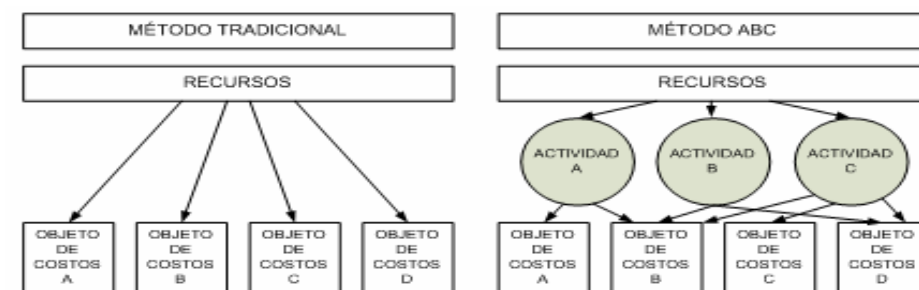 MÉTODO TRADICIONAL
RECURSOS
OBJETO
DE
COSTOS
A
OBJETO
DE
COSTOS
B
OBJETO
DE
COSTOS
C
OBJETO
DE
COSTOS
D
MÉTODO ABC
RECURSOS
ACTIVIDAD
A
ACTIVIDAD
B
ACTIVIDAD
C
OBJETO
DE
COSTOS
A
OBJETO
DE
COSTOS
B
OBJETO
DE
COSTOS
C
OBJETO
DE
COSTOS
D